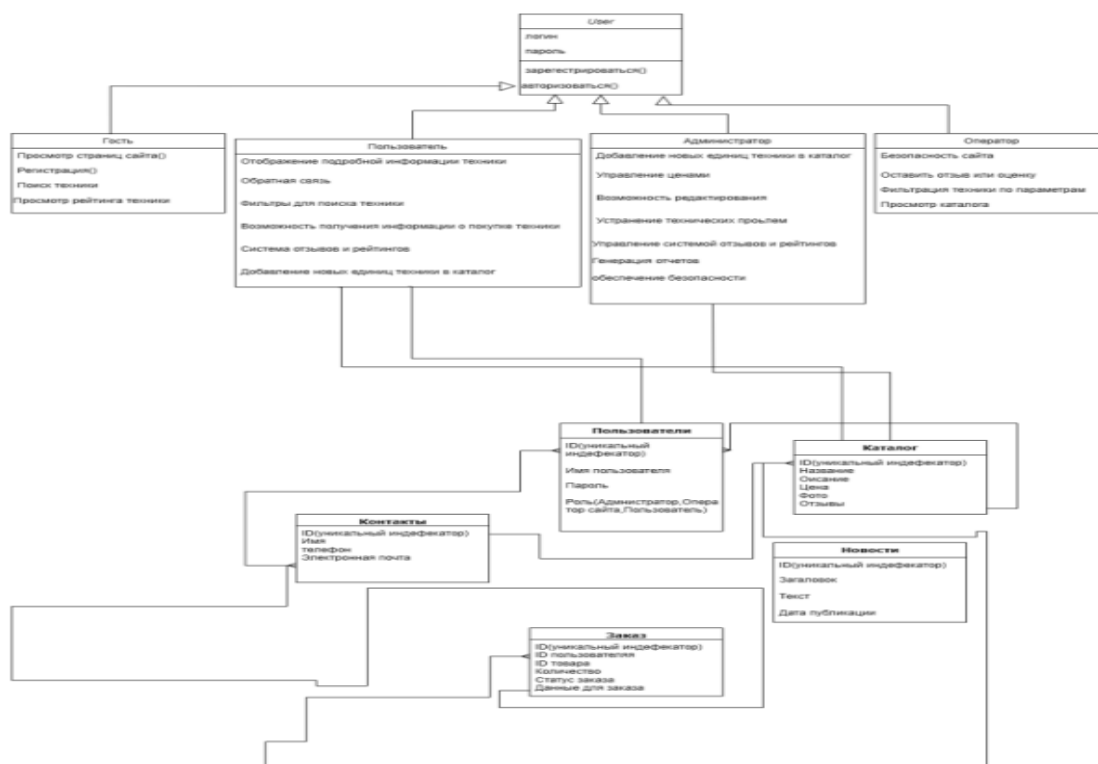 User
логин
пароль
зарегестрироваться()
авторизоваться()
Гость
Просмотр страниц сайта()
Регистрация()
Поиск техники
Просмотр рейтинга техники
Пользователь
Отображение подробной информации техники
Обратная связь
Фильтры для поиска техники
Возможность получения информации о покупке техники
Система отзывов и рейтингов
Добавление новых единиц техники в каталог
Администратор
Добавление новых единиц техники в каталог
Управление ценами
Возможность редактирования
Устранение технических проьлем
Управление системой отзывов и рейтингов
Генерация отчетов
обеспечение безопасности
Оператор
Безопасность сайта
Оставить отзыв или оценку
Фильтрация техники по параметрам
Просмотр каталога
Пользователи
ID(уникальный
индефекатор)
Имя пользователя
Пароль
Роль(Администратор,Опера
тор сайта,Пользователь)
Каталог
ID(уникальный индефекатор)
Название
Оисание
Цена
Фото
Отзывы
Контакты
ID(уникальный индефекатор)
Имя
телефон
Электронная почта
Новости
ID(уникальный индефекатор)
Загаловок
Текст
Дата публикации
Заказ
ID(уникальный индефекатор)
ID пользователяя
ID товара
Количество
Статус заказа
Данные для заказа